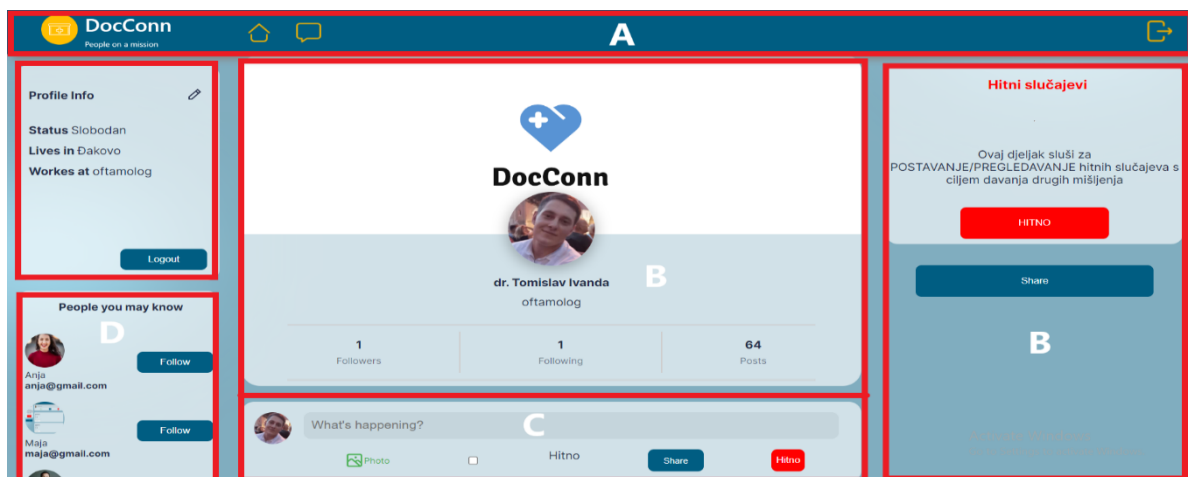 DocConn
People on a mission
A
Profile Info
Status Slobodan
Lives in Đakovo
Workes at oftamolog
Logout
People you may know
D
Follow
Anja
anja@gmail.com
Follow
Maja
maja@gmail.com
DocConn
dr. Tomislav Ivanda
B
oftamolog
1
Followers
1
Following
64
Posts
What's happening?
C
Photo
Hitno
Share
Hitno
Hitni slučajevi
Ovaj djeljak sluši za
POSTAVANJE/PREGLEDAVANJE hitnih slučajeva s
ciljem davanja drugih mišljenja
HITNO
Share
B